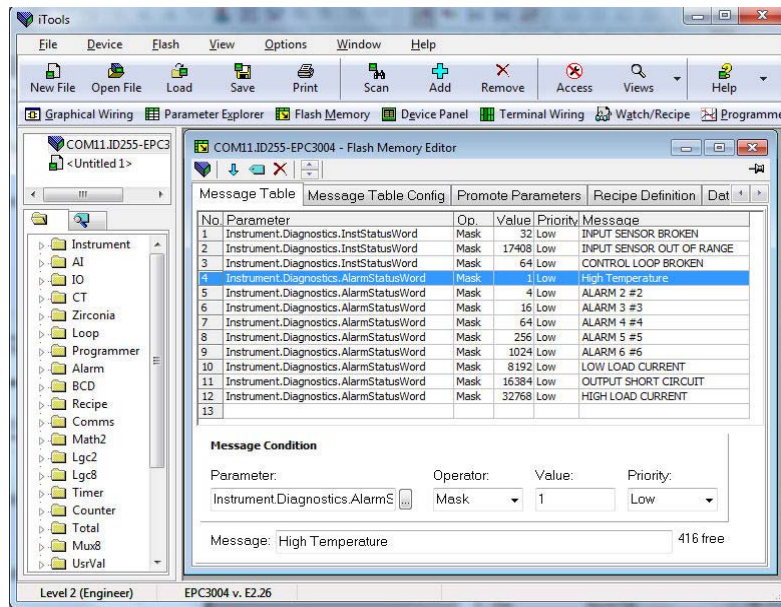 iTools
File Device Flash View Options Window Help
New File Open File Load Save Print Scan Add Remove Access Views Help
Graphical Wiring Parameter Explorer Flash Memory Device Panel Terminal Wiring Watch/Recipe Programme
COM11.ID255-EPC3
<Untitled 1>
COM11.ID255-EPC3004 - Flash Memory Editor
Message Table Message Table Config Promote Parameters Recipe Definition Dat
No. Parameter Op. Value Priority Message
1 Instrument.Diagnostics.InstStatusWord Mask 32 Low INPUT SENSOR BROKEN
2 Instrument.Diagnostics.InstStatusWord Mask 17408 Low INPUT SENSOR OUT OF RANGE
3 Instrument.Diagnostics.InstStatusWord Mask 64 Low CONTROL LOOP BROKEN
4 Instrument.Diagnostics.AlarmStatusWord Mask 1 Low High Temperature
5 Instrument.Diagnostics.AlarmStatusWord Mask 4 Low ALARM 2 #2
6 Instrument.Diagnostics.AlarmStatusWord Mask 16 Low ALARM 3 #3
7 Instrument.Diagnostics.AlarmStatusWord Mask 64 Low ALARM 4 #4
8 Instrument.Diagnostics.AlarmStatusWord Mask 256 Low ALARM 5 #5
9 Instrument.Diagnostics.AlarmStatusWord Mask 1024 Low ALARM 6 #6
10 Instrument.Diagnostics.AlarmStatusWord Mask 8192 Low LOW LOAD CURRENT
11 Instrument.Diagnostics.AlarmStatusWord Mask 16384 Low OUTPUT SHORT CIRCUIT
12 Instrument.Diagnostics.AlarmStatusWord Mask 32768 Low HIGH LOAD CURRENT
13
Instrument
AI
IO
CT
Zirconia
Loop
Programmer
Alarm
BCD
Recipe
Comms
Math2
Lgc2
Lgc8
Timer
Counter
Total
Mux8
UsrVal
Message Condition
Parameter: Operator: Value: Priority:
Instrument.Diagnostics.AlarmS ... Mask 1 Low
Message: High Temperature 416 free
Level 2 (Engineer) EPC3004 v. E2.26